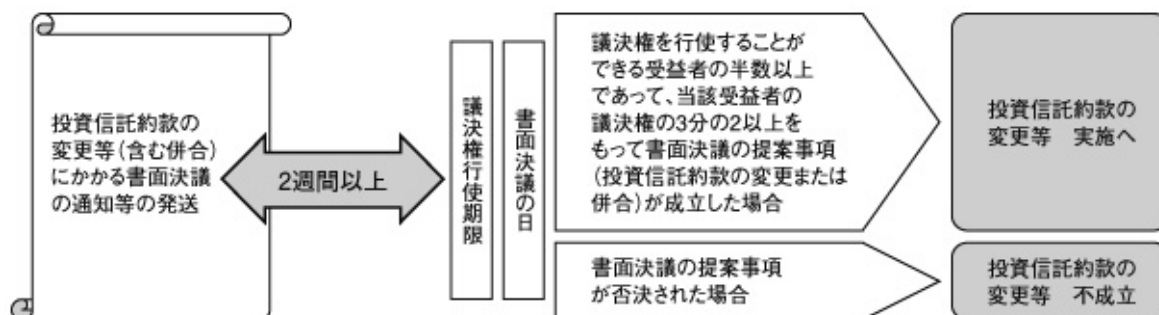 投資信託約款の
変更等(含む併合)
にかかる書面決議
の通知等の発送
2週間以上
議決権行使期限
書面決議の日
議決権を行使することが
できる受益者の半数以上
であって、当該受益者の
議決権の3分の2以上を
もって書面決議の提案事項
(投資信託約款の変更または
併合)が成立した場合
投資信託約款の
変更等　実施へ
書面決議の提案事項
が否決された場合
投資信託約款の
変更等　不成立